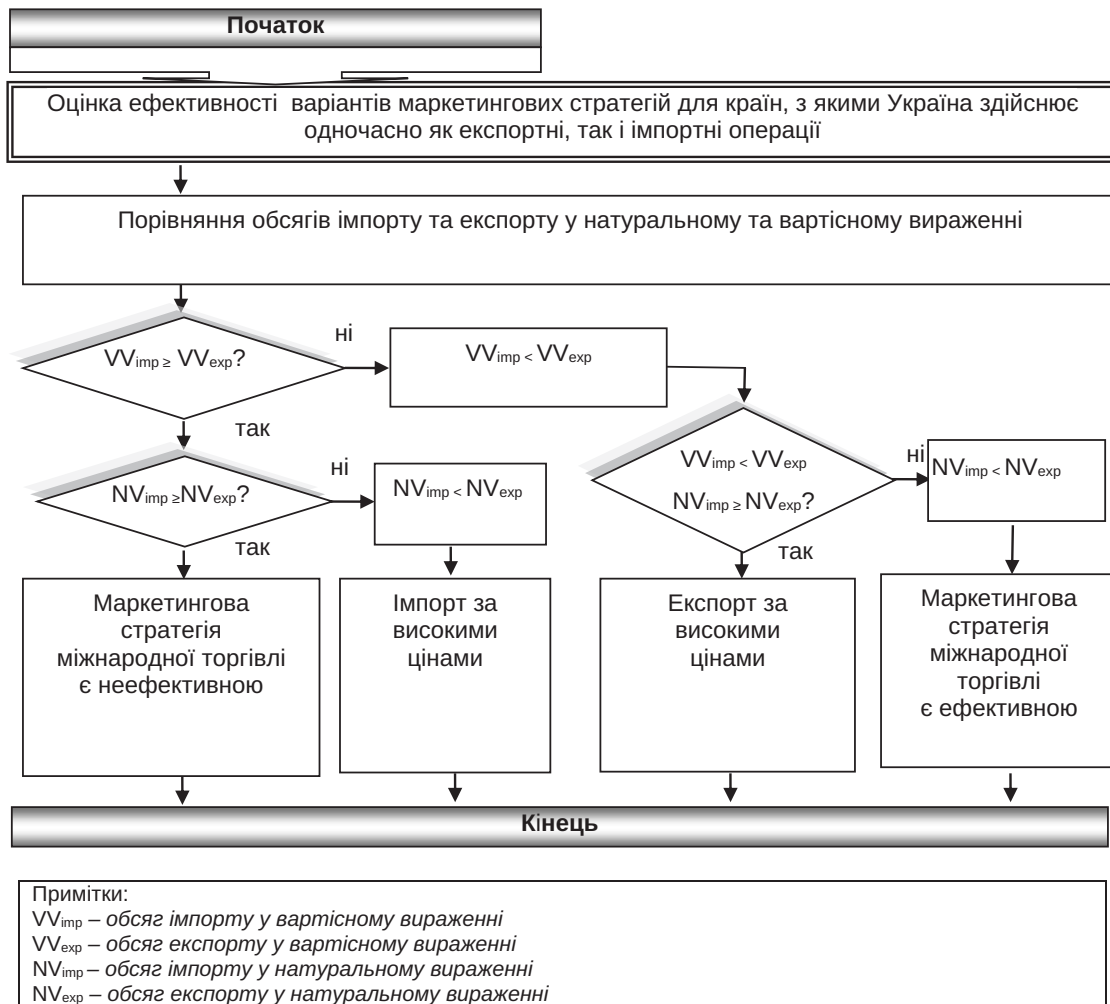 Початок
Оцінка ефективності варіантів маркетингових стратегій для країн, з якими Україна здійснює
одночасно як експортні, так і імпортні операції
Порівняння обсягів імпорту та експорту у натуральному та вартісному вираженні
VVimp ≥ VVexp?
ні
VVimp < VVexp
так
NVimp ≥NVexp?
ні
NVimp < NVexp
так
VVimp < VVexp
NVimp ≥ NVexp?
ні
NVimp < NVexp
так
Маркетингова
стратегія
міжнародної торгівлі
є неефективною
Імпорт за
високими
цінами
Експорт за
високими
цінами
Маркетингова
стратегія
міжнародної
торгівлі
є ефективною
Кінець
Примітки:
VVimp – обсяг імпорту у вартісному вираженні
VVexp – обсяг експорту у вартісному вираженні
NVimp – обсяг імпорту у натуральному вираженні
NVexp – обсяг експорту у натуральному вираженні